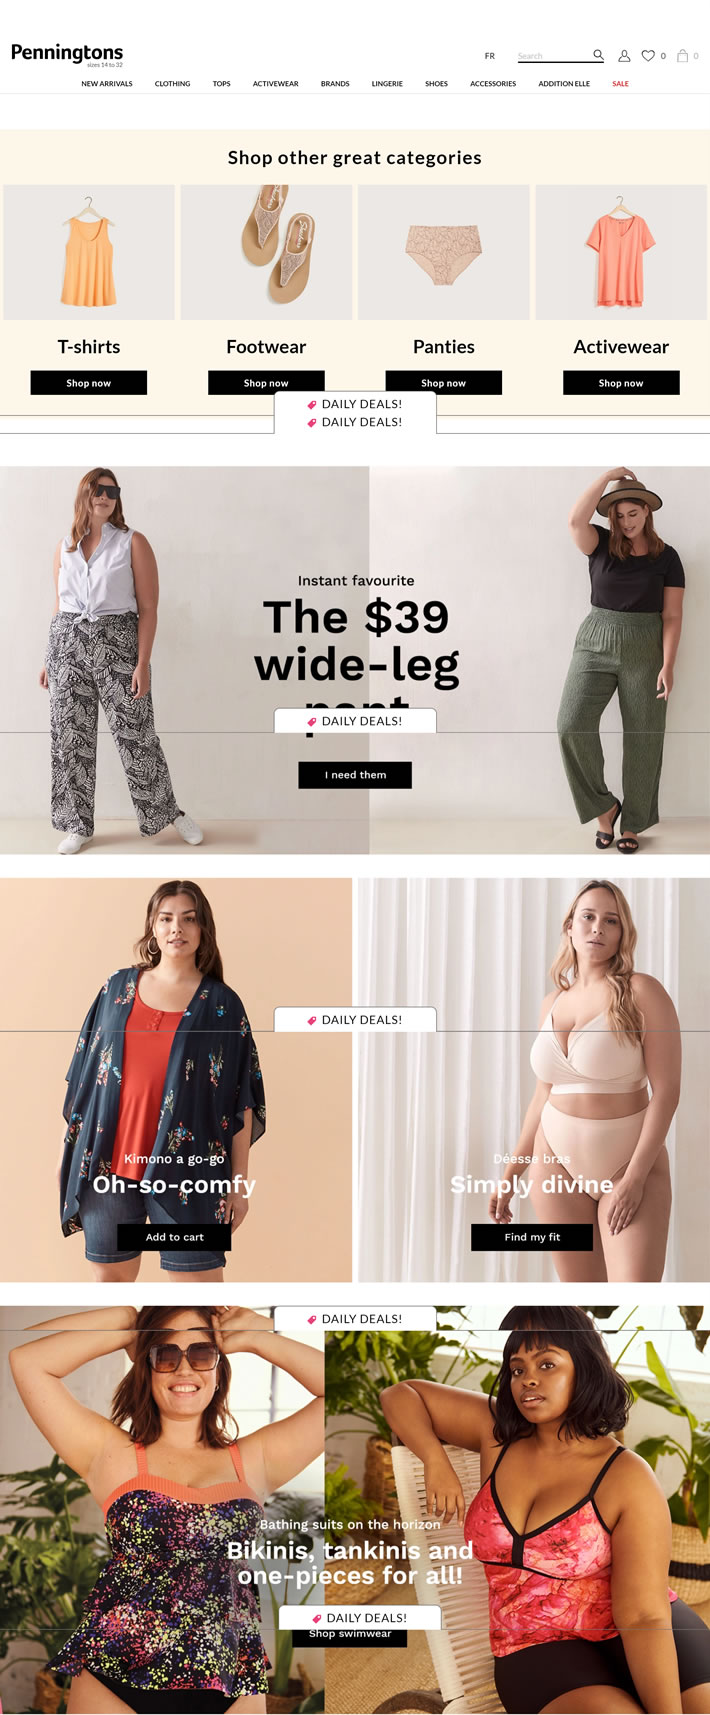 Penningtons
sizes 14 to 32
FR
Search
0
0
NEW ARRIVALS CLOTHING TOPS ACTIVEWEAR BRANDS LINGERIE SHOES ACCESSORIES ADDITION ELLE SALE
Shop other great categories
T-shirts Footwear Panties Activewear
Shop now Shop now Shop now Shop now
DAILY DEALS!
DAILY DEALS!
Instant favourite
The $39
wide-leg
pant
DAILY DEALS!
I need them
DAILY DEALS!
Kimono a go-go
Oh-so-comfy
Add to cart
Déesse bras
Simply divine
Find my fit
DAILY DEALS!
Bathing suits on the horizon
Bikinis, tankinis and
one-pieces for all!
DAILY DEALS!
Shop swimwear